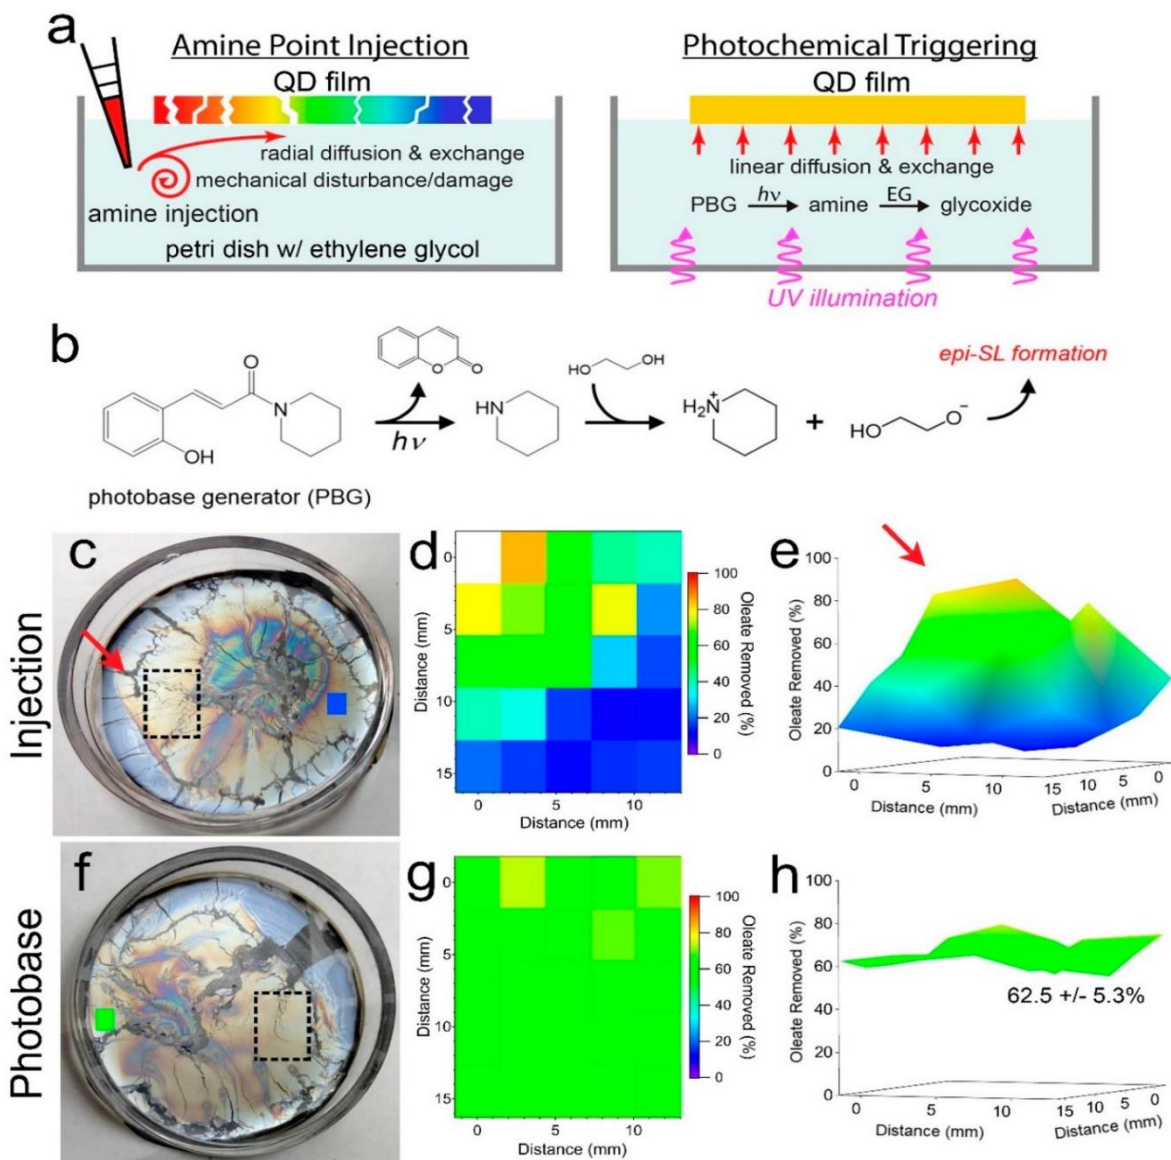 a
Amine Point Injection
QD film
radial diffusion & exchange
mechanical disturbance/damage
amine injection
petri dish w/ ethylene glycol
Photochemical Triggering
QD film
linear diffusion & exchange
PBG hν amine EG glycoxide
UV illumination
b
O
N
OH
photobase generator (PBG)
O O
hν
HN
HO OH
H2N+
+
HO O−
epi-SL formation
Injection
c
d
0
5
10
15
Distance (mm)
0 10
Distance (mm)
100
80
60
40
20
0
Oleate Removed (%)
e
100
80
60
40
20
0
Oleate Removed (%)
0 5 10 15 10 5 0
Distance (mm) Distance (mm)
Photobase
f
g
0
5
10
15
Distance (mm)
0 10
Distance (mm)
100
80
60
40
20
0
Oleate Removed (%)
h
100
80
60
40
20
0
Oleate Removed (%)
62.5 +/- 5.3%
0 5 10 15 10 5 0
Distance (mm) Distance (mm)